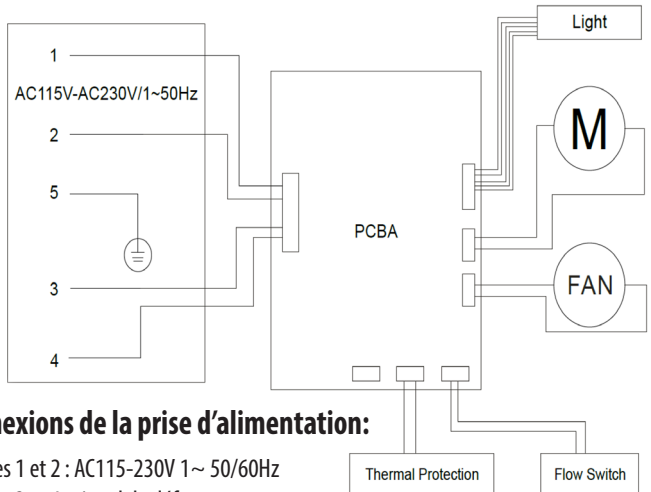 Light
1
AC115V-AC230V/1~50Hz
M
2
5
PCBA
FAN
3
4
nexions de la prise d’alimentation:
es 1 et 2 : AC115-230V 1~ 50/60Hz
Thermal Protection
Flow Switch